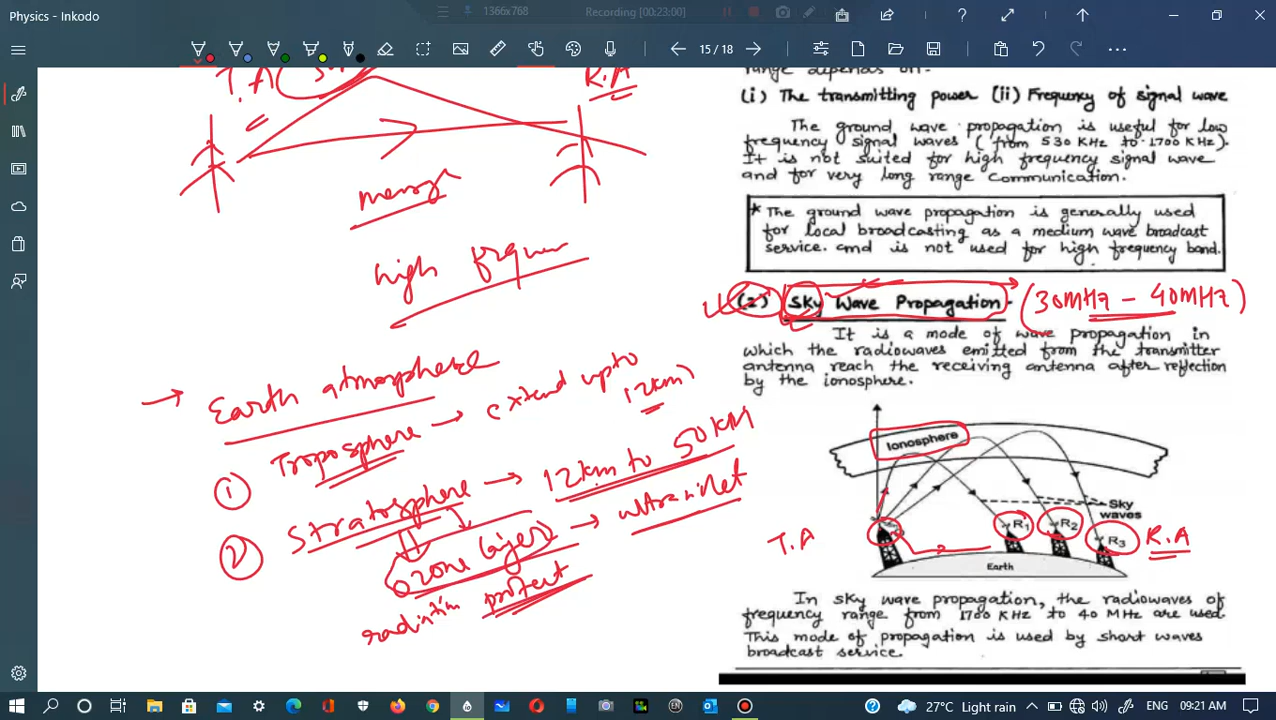 Physics - Inkodo
1366x768
Recording [00:23:00]
15 / 18
T.A
R.A
high
→ Earth atmosphere
① Troposphere → (extend upto 12km)
② Stratosphere → 12km to 50KM
ozone layer → ultraviolet
protect
range depends on:
(i) The transmitting power (ii) Frequency of signal wave
The ground wave propagation is useful for low
frequency signal waves (from 530 KHz to 1700 KHz).
It is not suited for high frequency signal wave
and for very long range communication.
* The ground wave propagation is generally used
for local broadcasting as a medium wave broadcast
service. and is not used for high frequency band.
(2) Sky Wave Propagation (30MHz - 40MHz)
It is a mode of wave propagation in
which the radiowaves emitted from the transmitter
antenna reach the receiving antenna after reflection
by the ionosphere.
Ionosphere
Sky
waves
T.A
R1
R2
R3
R.A
Earth
In sky wave propagation, the radiowaves of
frequency range from 1700 KHz to 40 MHz are used.
This mode of propagation is used by short waves
broadcast service.
27°C Light rain
ENG
09:21 AM